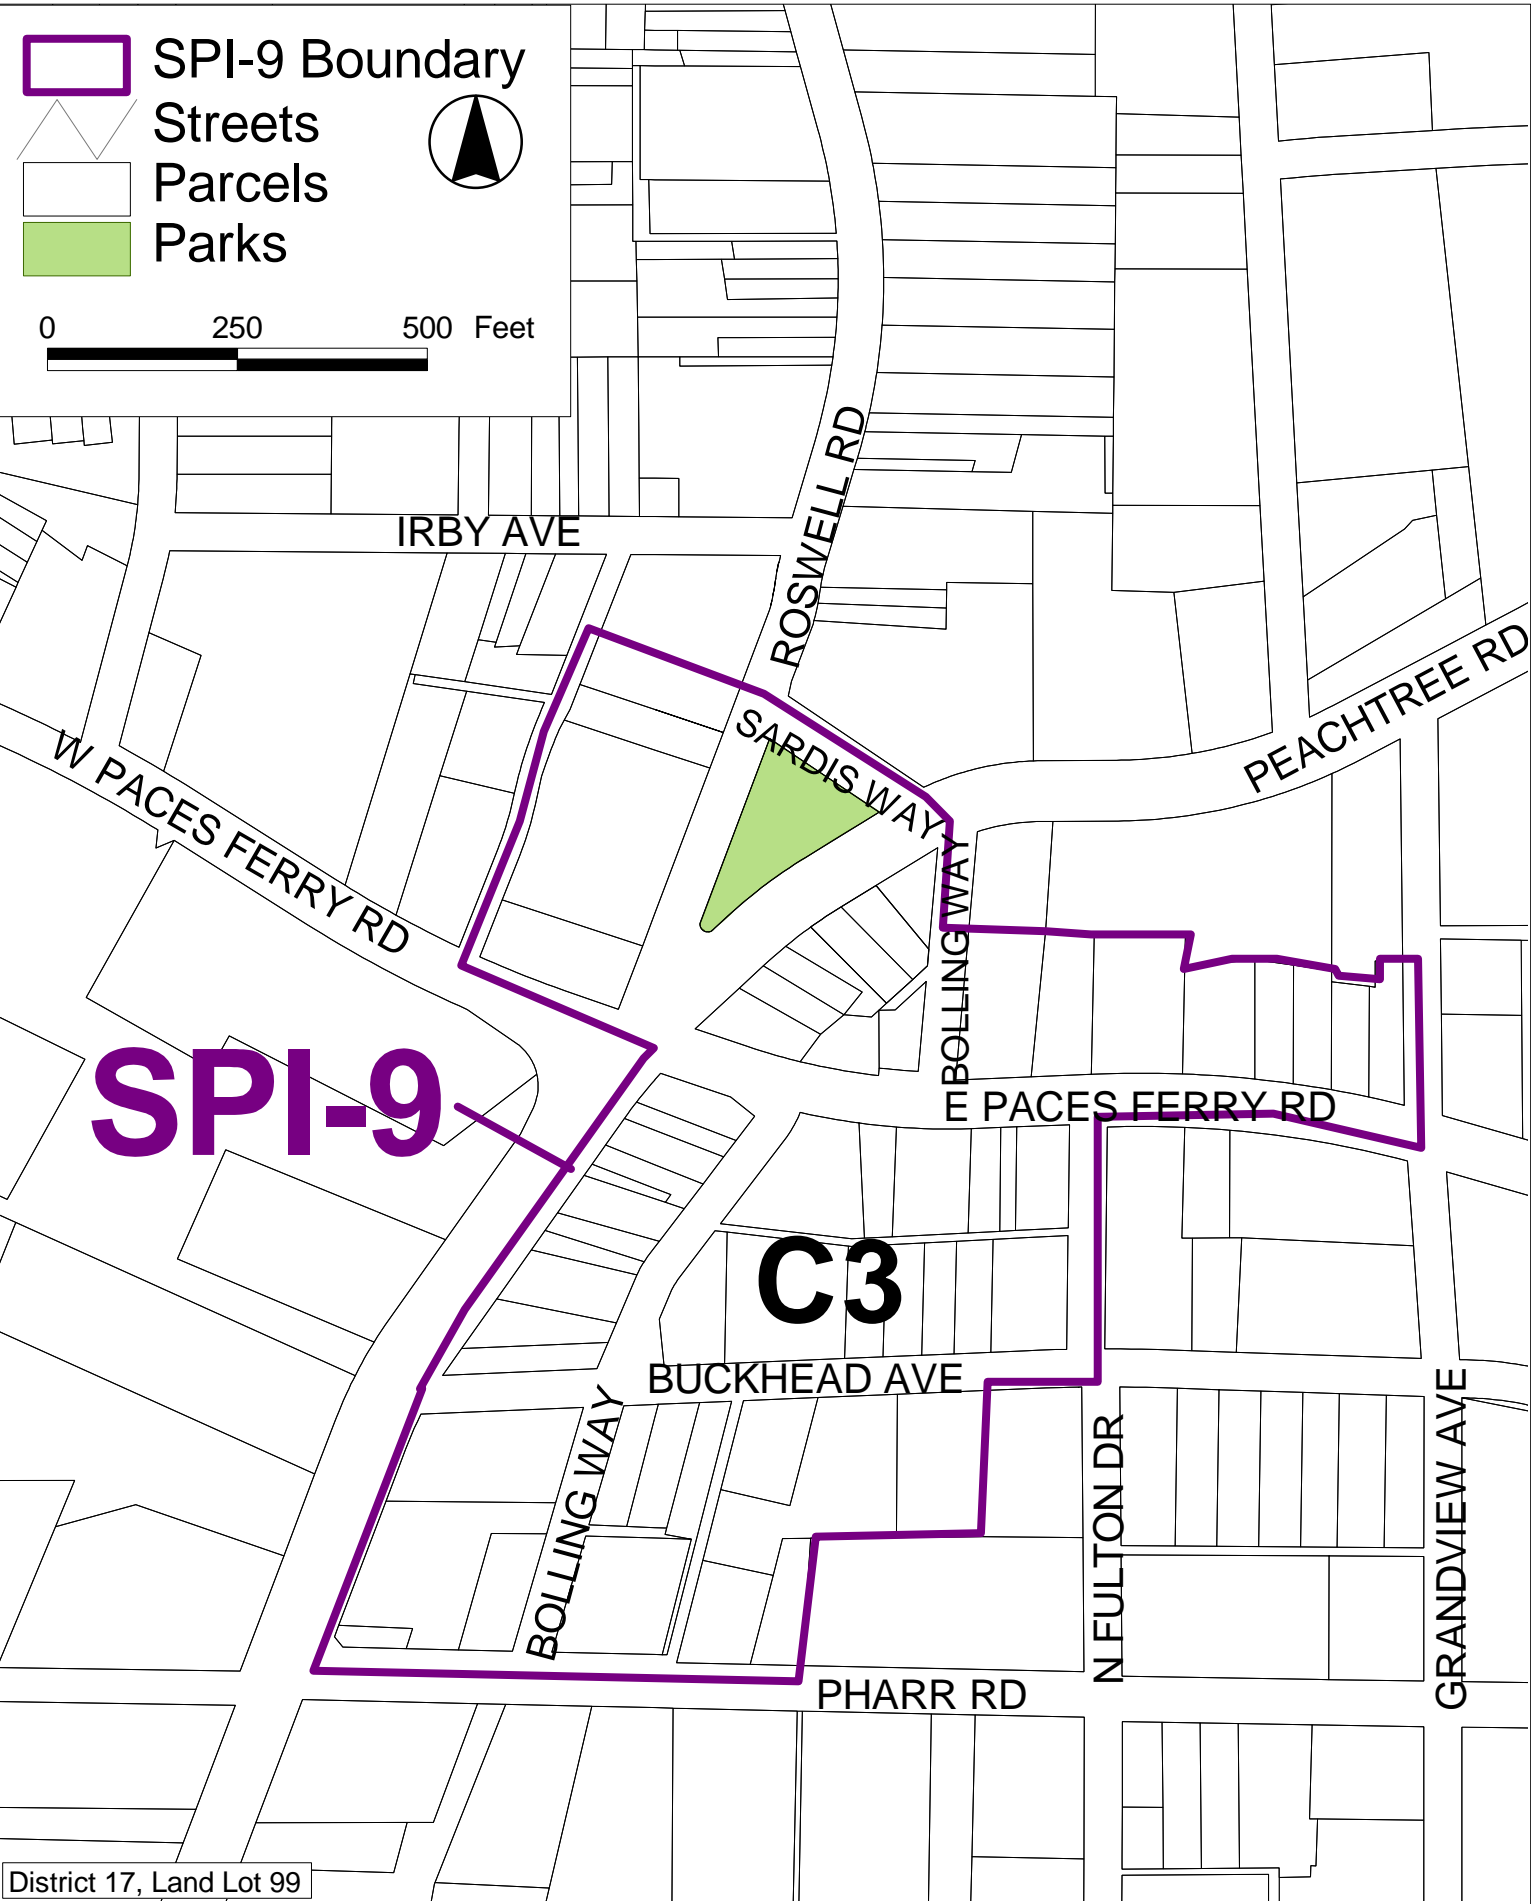 SPI-9 Boundary
Streets
Parcels
Parks
0 250 500 Feet
IRBY AVE
ROSWELL RD
PEACHTREE RD
SARDIS WAY
W PACES FERRY RD
BOLLING WAY
SPI-9
E PACES FERRY RD
C3
BUCKHEAD AVE
BOLLING WAY
N FULTON DR
GRANDVIEW AVE
PHARR RD
District 17, Land Lot 99